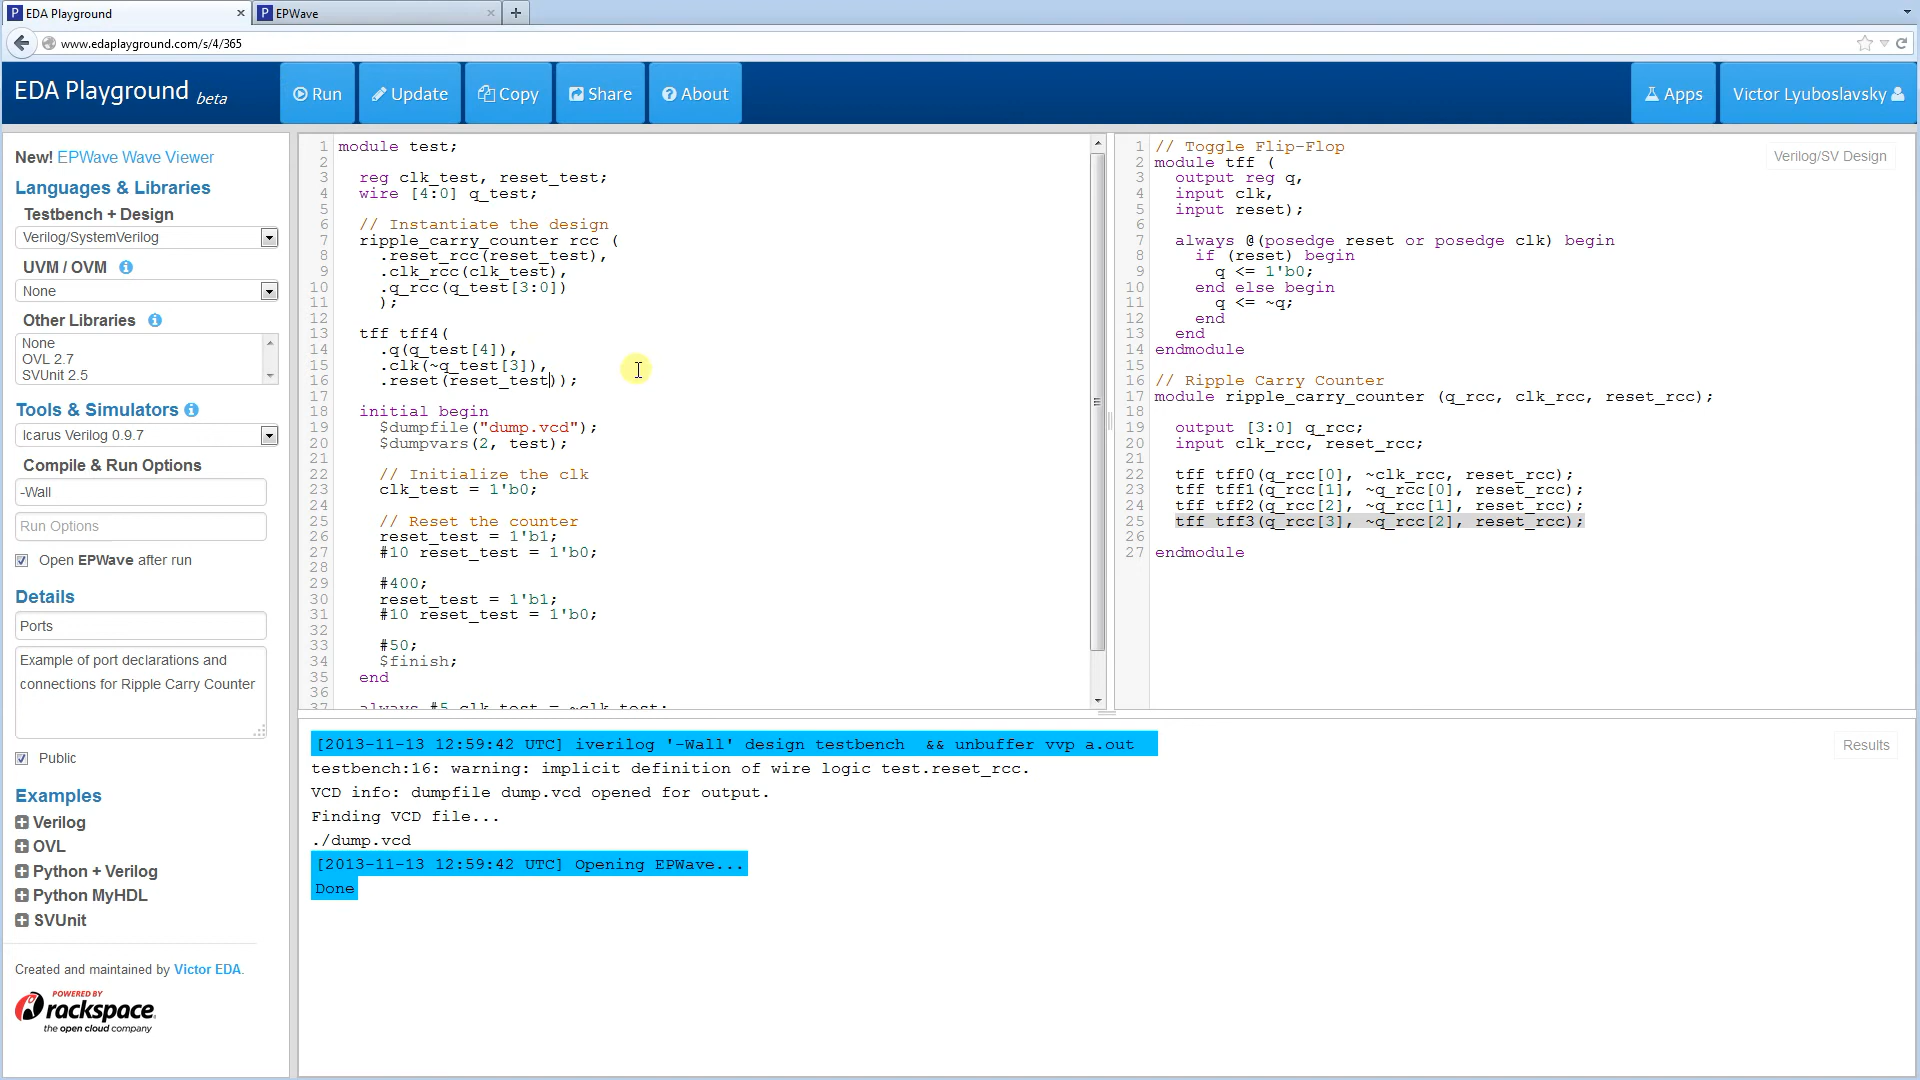 EDA Playground
EPWave
www.edaplayground.com/s/4/365
EDA Playground beta
Run
Update
Copy
Share
About
Apps
Victor Lyuboslavsky
New! EPWave Wave Viewer
Languages & Libraries
Testbench + Design
Verilog/SystemVerilog
UVM / OVM
None
Other Libraries
None
OVL 2.7
SVUnit 2.5
Tools & Simulators
Icarus Verilog 0.9.7
Compile & Run Options
-Wall
Run Options
Open EPWave after run
Details
Ports
Example of port declarations and
connections for Ripple Carry Counter
Public
Examples
Verilog
OVL
Python + Verilog
Python MyHDL
SVUnit
Created and maintained by Victor EDA.
POWERED BY
rackspace
the open cloud company
1 module test;
2
3 reg clk_test, reset_test;
4 wire [4:0] q_test;
5
6 // Instantiate the design
7 ripple_carry_counter rcc (
8 .reset_rcc(reset_test),
9 .clk_rcc(clk_test),
10 .q_rcc(q_test[3:0])
11 );
12
13 tff tff4(
14 .q(q_test[4]),
15 .clk(~q_test[3]),
16 .reset(reset_test));
17
18 initial begin
19 $dumpfile("dump.vcd");
20 $dumpvars(2, test);
21
22 // Initialize the clk
23 clk_test = 1'b0;
24
25 // Reset the counter
26 reset_test = 1'b1;
27 #10 reset_test = 1'b0;
28
29 #400;
30 reset_test = 1'b1;
31 #10 reset_test = 1'b0;
32
33 #50;
34 $finish;
35 end
36
37 always #5 clk_test = ~clk_test;
Verilog/SV Design
1 // Toggle Flip-Flop
2 module tff (
3 output reg q,
4 input clk,
5 input reset);
6
7 always @(posedge reset or posedge clk) begin
8 if (reset) begin
9 q <= 1'b0;
10 end else begin
11 q <= ~q;
12 end
13 end
14 endmodule
15
16 // Ripple Carry Counter
17 module ripple_carry_counter (q_rcc, clk_rcc, reset_rcc);
18
19 output [3:0] q_rcc;
20 input clk_rcc, reset_rcc;
21
22 tff tff0(q_rcc[0], ~clk_rcc, reset_rcc);
23 tff tff1(q_rcc[1], ~q_rcc[0], reset_rcc);
24 tff tff2(q_rcc[2], ~q_rcc[1], reset_rcc);
25 tff tff3(q_rcc[3], ~q_rcc[2], reset_rcc);
26
27 endmodule
Results
[2013-11-13 12:59:42 UTC] iverilog '-Wall' design testbench && unbuffer vvp a.out
testbench:16: warning: implicit definition of wire logic test.reset_rcc.
VCD info: dumpfile dump.vcd opened for output.
Finding VCD file...
./dump.vcd
[2013-11-13 12:59:42 UTC] Opening EPWave...
Done